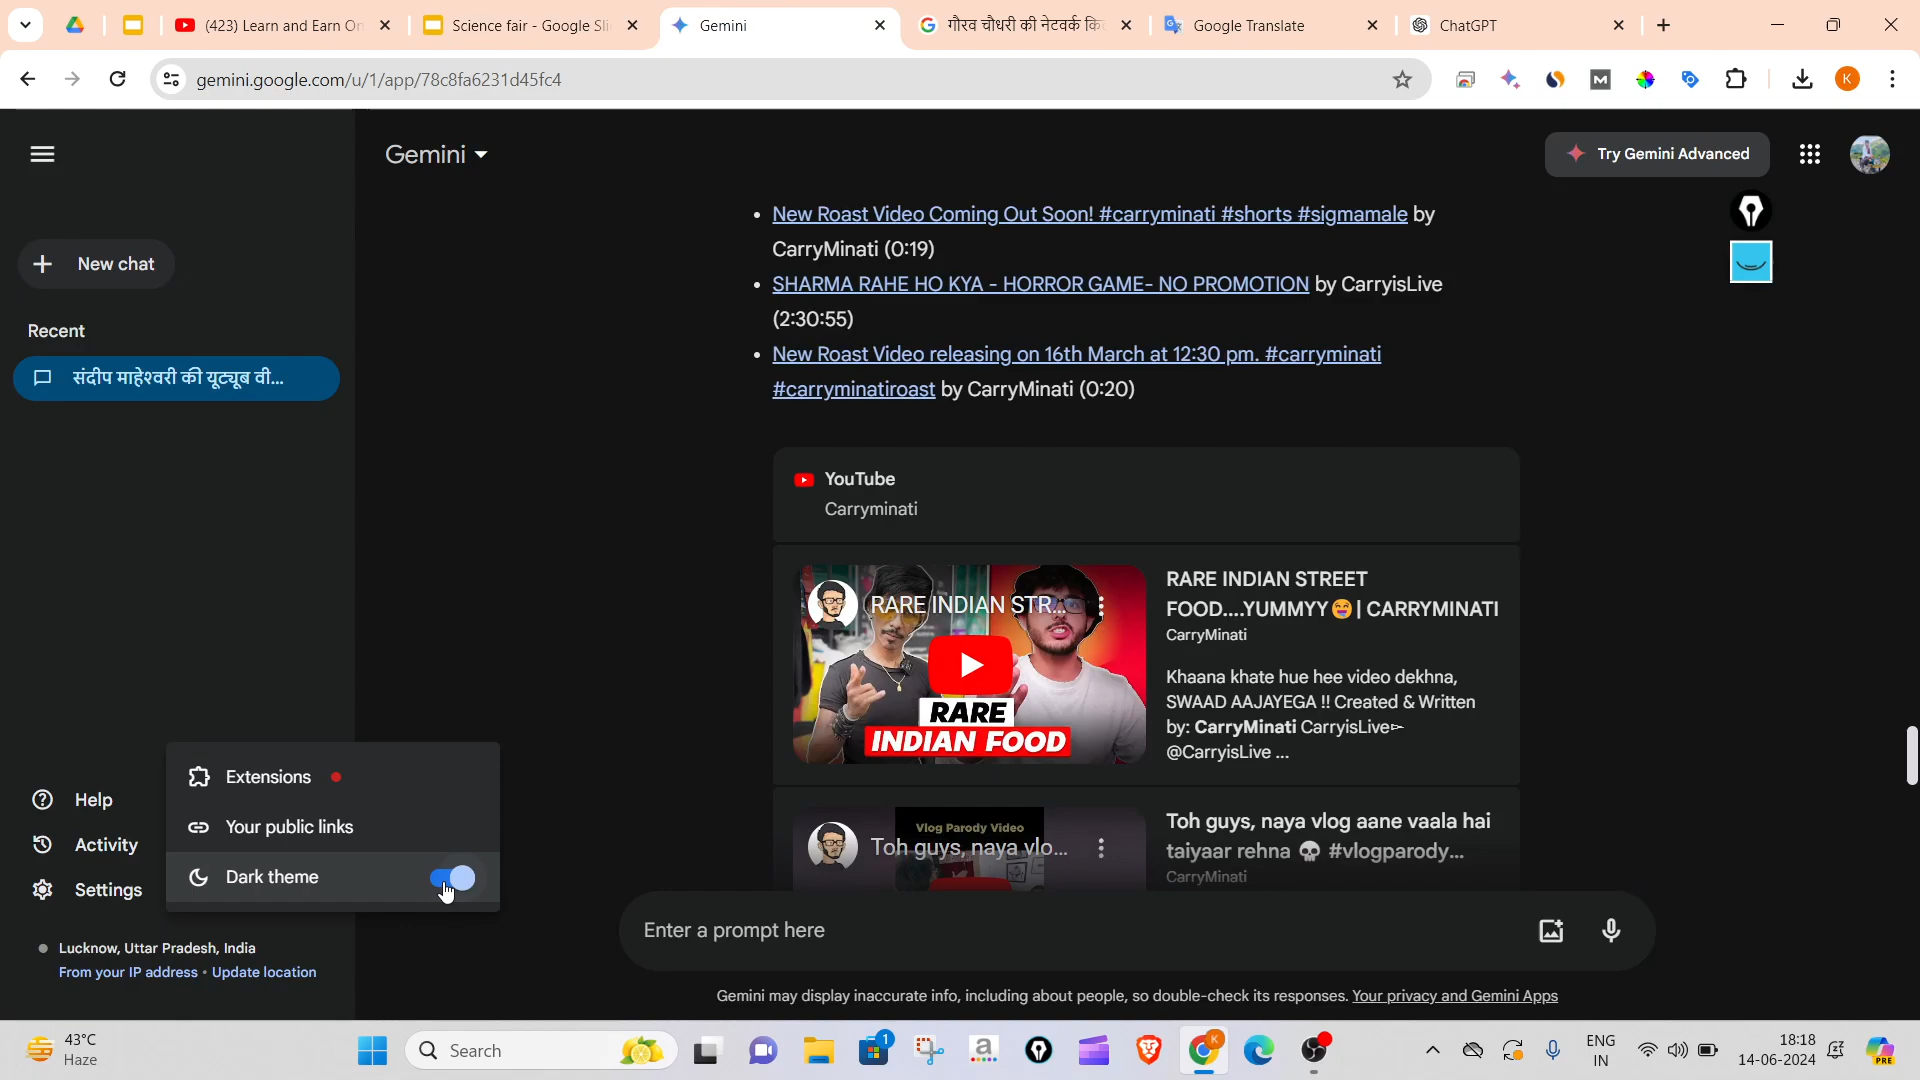 (423) Learn and Earn On
Science fair - Google Sli
Gemini
गौरव चौधरी की नेटवर्क कि
Google Translate
ChatGPT
gemini.google.com/u/1/app/78c8fa6231d45fc4
M
K
Gemini
Try Gemini Advanced
New chat
Recent
संदीप माहेश्वरी की यूट्यूब वी...
New Roast Video Coming Out Soon! #carryminati #shorts #sigmamale by
CarryMinati (0:19)
SHARMA RAHE HO KYA - HORROR GAME- NO PROMOTION by CarryisLive
(2:30:55)
New Roast Video releasing on 16th March at 12:30 pm. #carryminati
#carryminatiroast by CarryMinati (0:20)
YouTube
Carryminati
RARE INDIAN STR...
RARE
INDIAN FOOD
RARE INDIAN STREET
FOOD....YUMMYY😄| CARRYMINATI
CarryMinati
Khaana khate hue hee video dekhna,
SWAAD AAJAYEGA !! Created & Written
by: CarryMinati CarryisLive►
@CarryisLive ...
Vlog Parody Video
Toh guys, naya vlo...
Toh guys, naya vlog aane vaala hai
taiyaar rehna 💀 #vlogparody...
CarryMinati
Extensions
Your public links
Dark theme
Help
Activity
Settings
Lucknow, Uttar Pradesh, India
From your IP address • Update location
Enter a prompt here
Gemini may display inaccurate info, including about people, so double-check its responses. Your privacy and Gemini Apps
43°C
Haze
Search
1
a
K
ENG
IN
18:18
14-06-2024
PRE